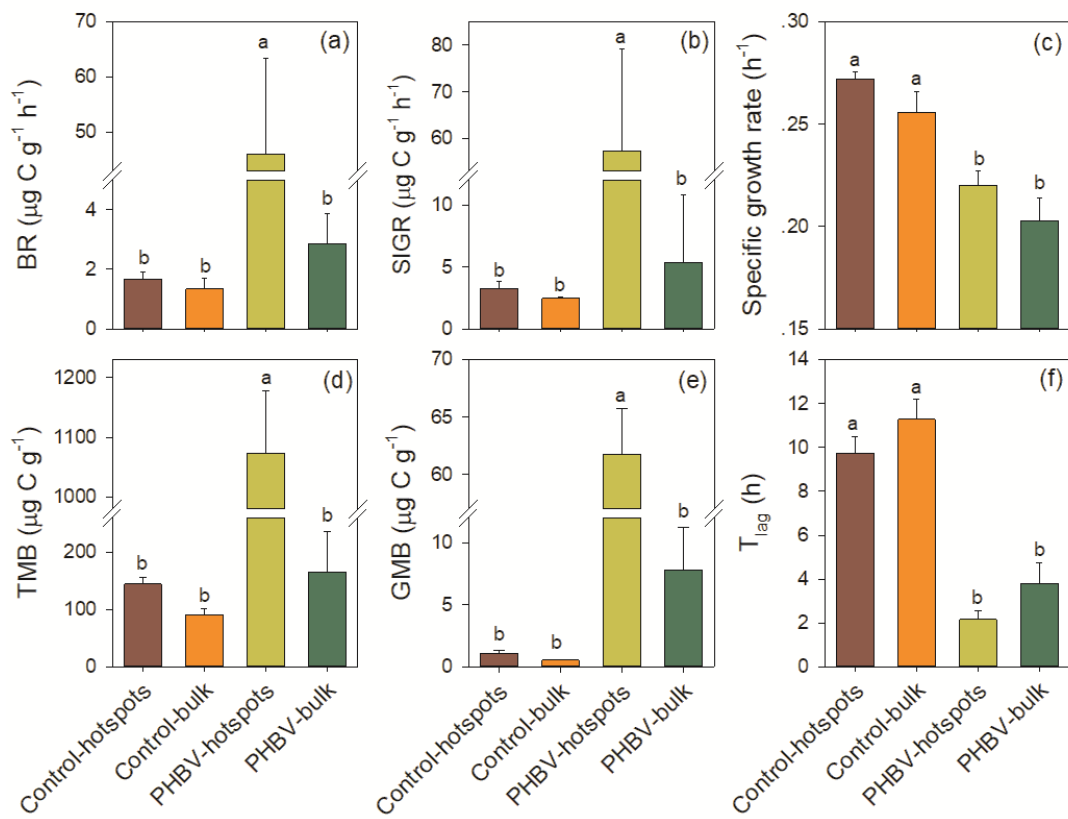 (a)
BR (µg C g⁻¹ h⁻¹)
70
60
50
4
2
0
b
b
a
b
(b)
SIGR (µg C g⁻¹ h⁻¹)
80
70
60
10
5
0
b
b
a
b
(c)
Specific growth rate (h⁻¹)
.30
.25
.20
.15
a
a
b
b
(d)
TMB (µg C g⁻¹)
1200
1100
1000
200
100
0
b
b
a
b
Control-hotspots
Control-bulk
PHBV-hotspots
PHBV-bulk
(e)
GMB (µg C g⁻¹)
70
65
60
10
5
0
b
b
a
b
Control-hotspots
Control-bulk
PHBV-hotspots
PHBV-bulk
(f)
T_lag (h)
14
12
10
8
6
4
2
0
a
a
b
b
Control-hotspots
Control-bulk
PHBV-hotspots
PHBV-bulk